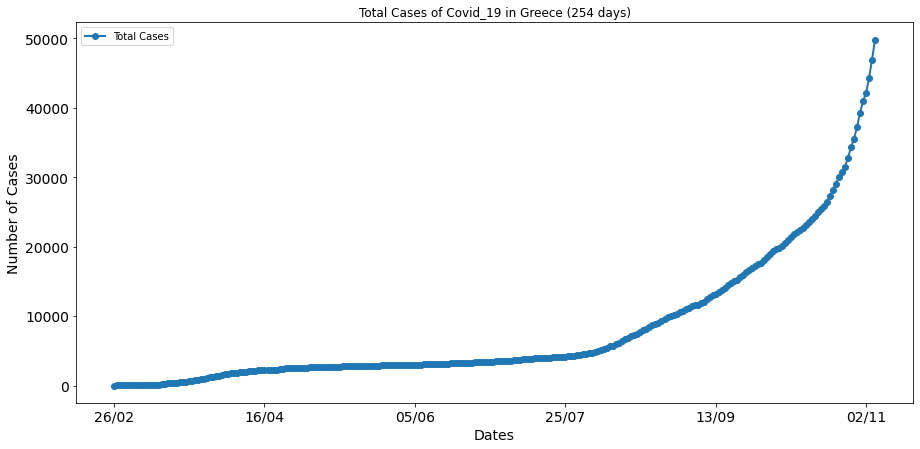 Total Cases of Covid_19 in Greece (254 days)
Total Cases
50000
40000
30000
20000
10000
0
Number of Cases
26/02 16/04 05/06 25/07 13/09 02/11
Dates